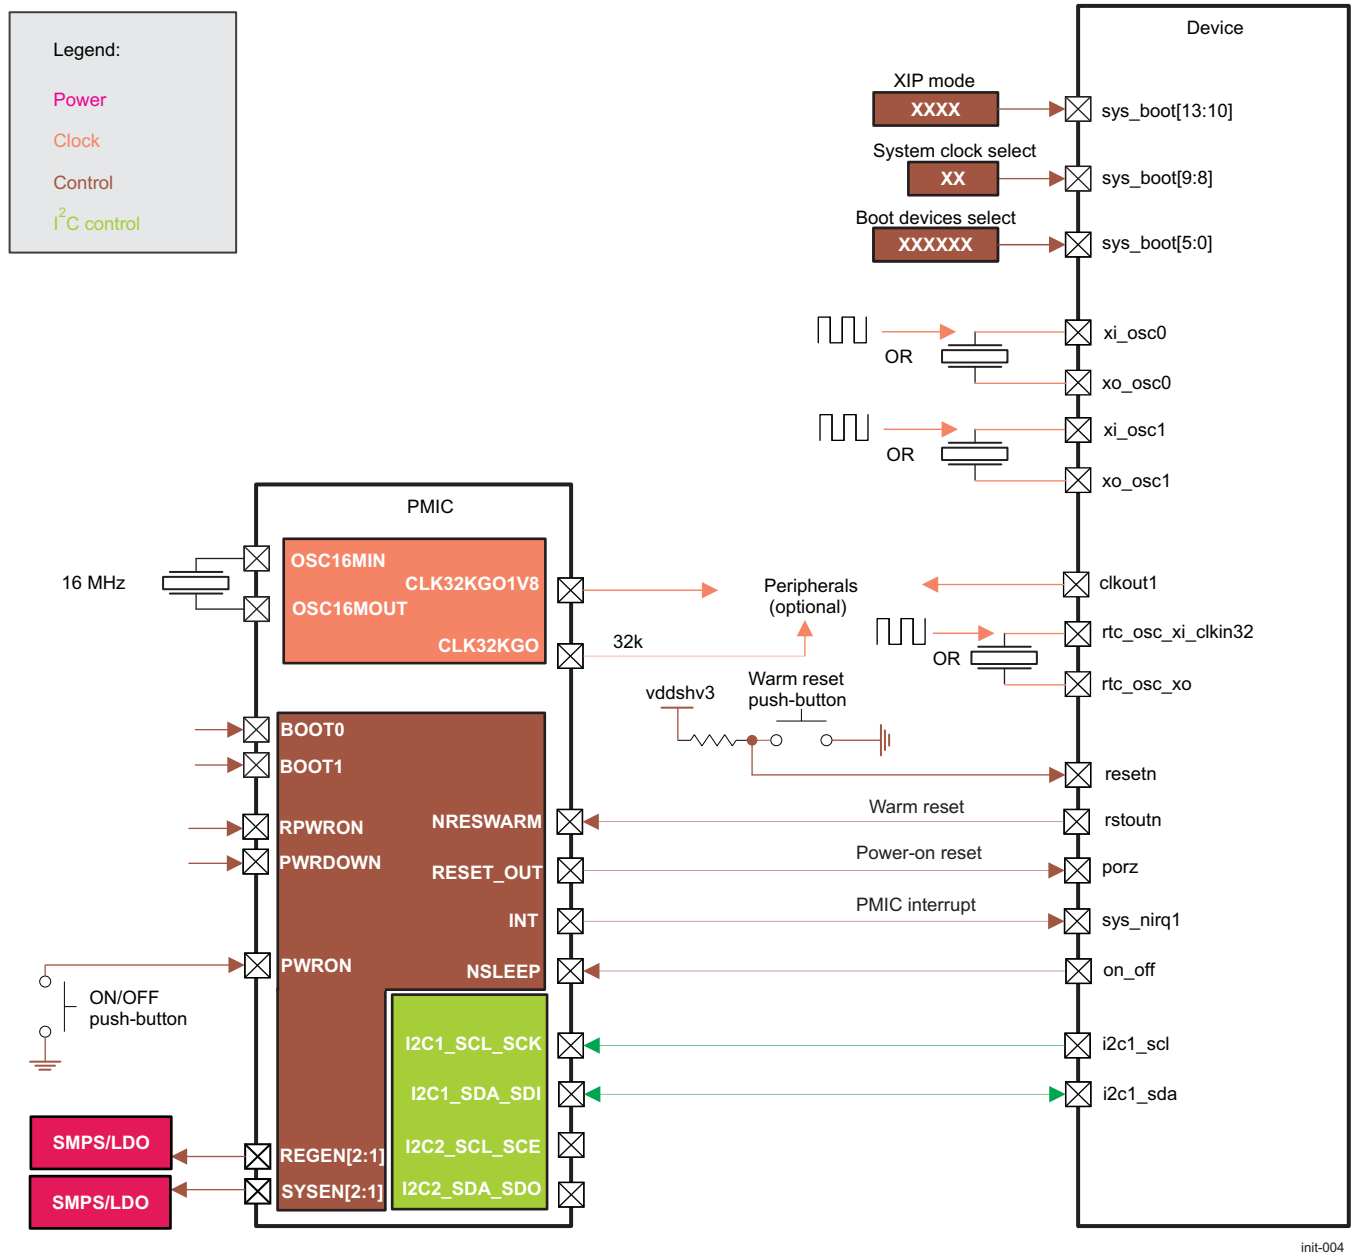 Legend:
Power
Clock
Control
I2C control
Device
XIP mode
XXXX
sys_boot[13:10]
System clock select
XX
sys_boot[9:8]
Boot devices select
XXXXXX
sys_boot[5:0]
xi_osc0
OR
xo_osc0
xi_osc1
OR
xo_osc1
PMIC
16 MHz
OSC16MIN
CLK32KGO1V8
OSC16MOUT
CLK32KGO
32k
Peripherals
(optional)
clkout1
rtc_osc_xi_clkin32
OR
rtc_osc_xo
vddshv3
Warm reset
push-button
BOOT0
BOOT1
resetn
RPWRON
NRESWARM
Warm reset
rstoutn
PWRDOWN
RESET_OUT
Power-on reset
porz
INT
PMIC interrupt
sys_nirq1
PWRON
NSLEEP
on_off
ON/OFF
push-button
I2C1_SCL_SCK
i2c1_scl
I2C1_SDA_SDI
i2c1_sda
I2C2_SCL_SCE
I2C2_SDA_SDO
SMPS/LDO
REGEN[2:1]
SMPS/LDO
SYSEN[2:1]
init-004